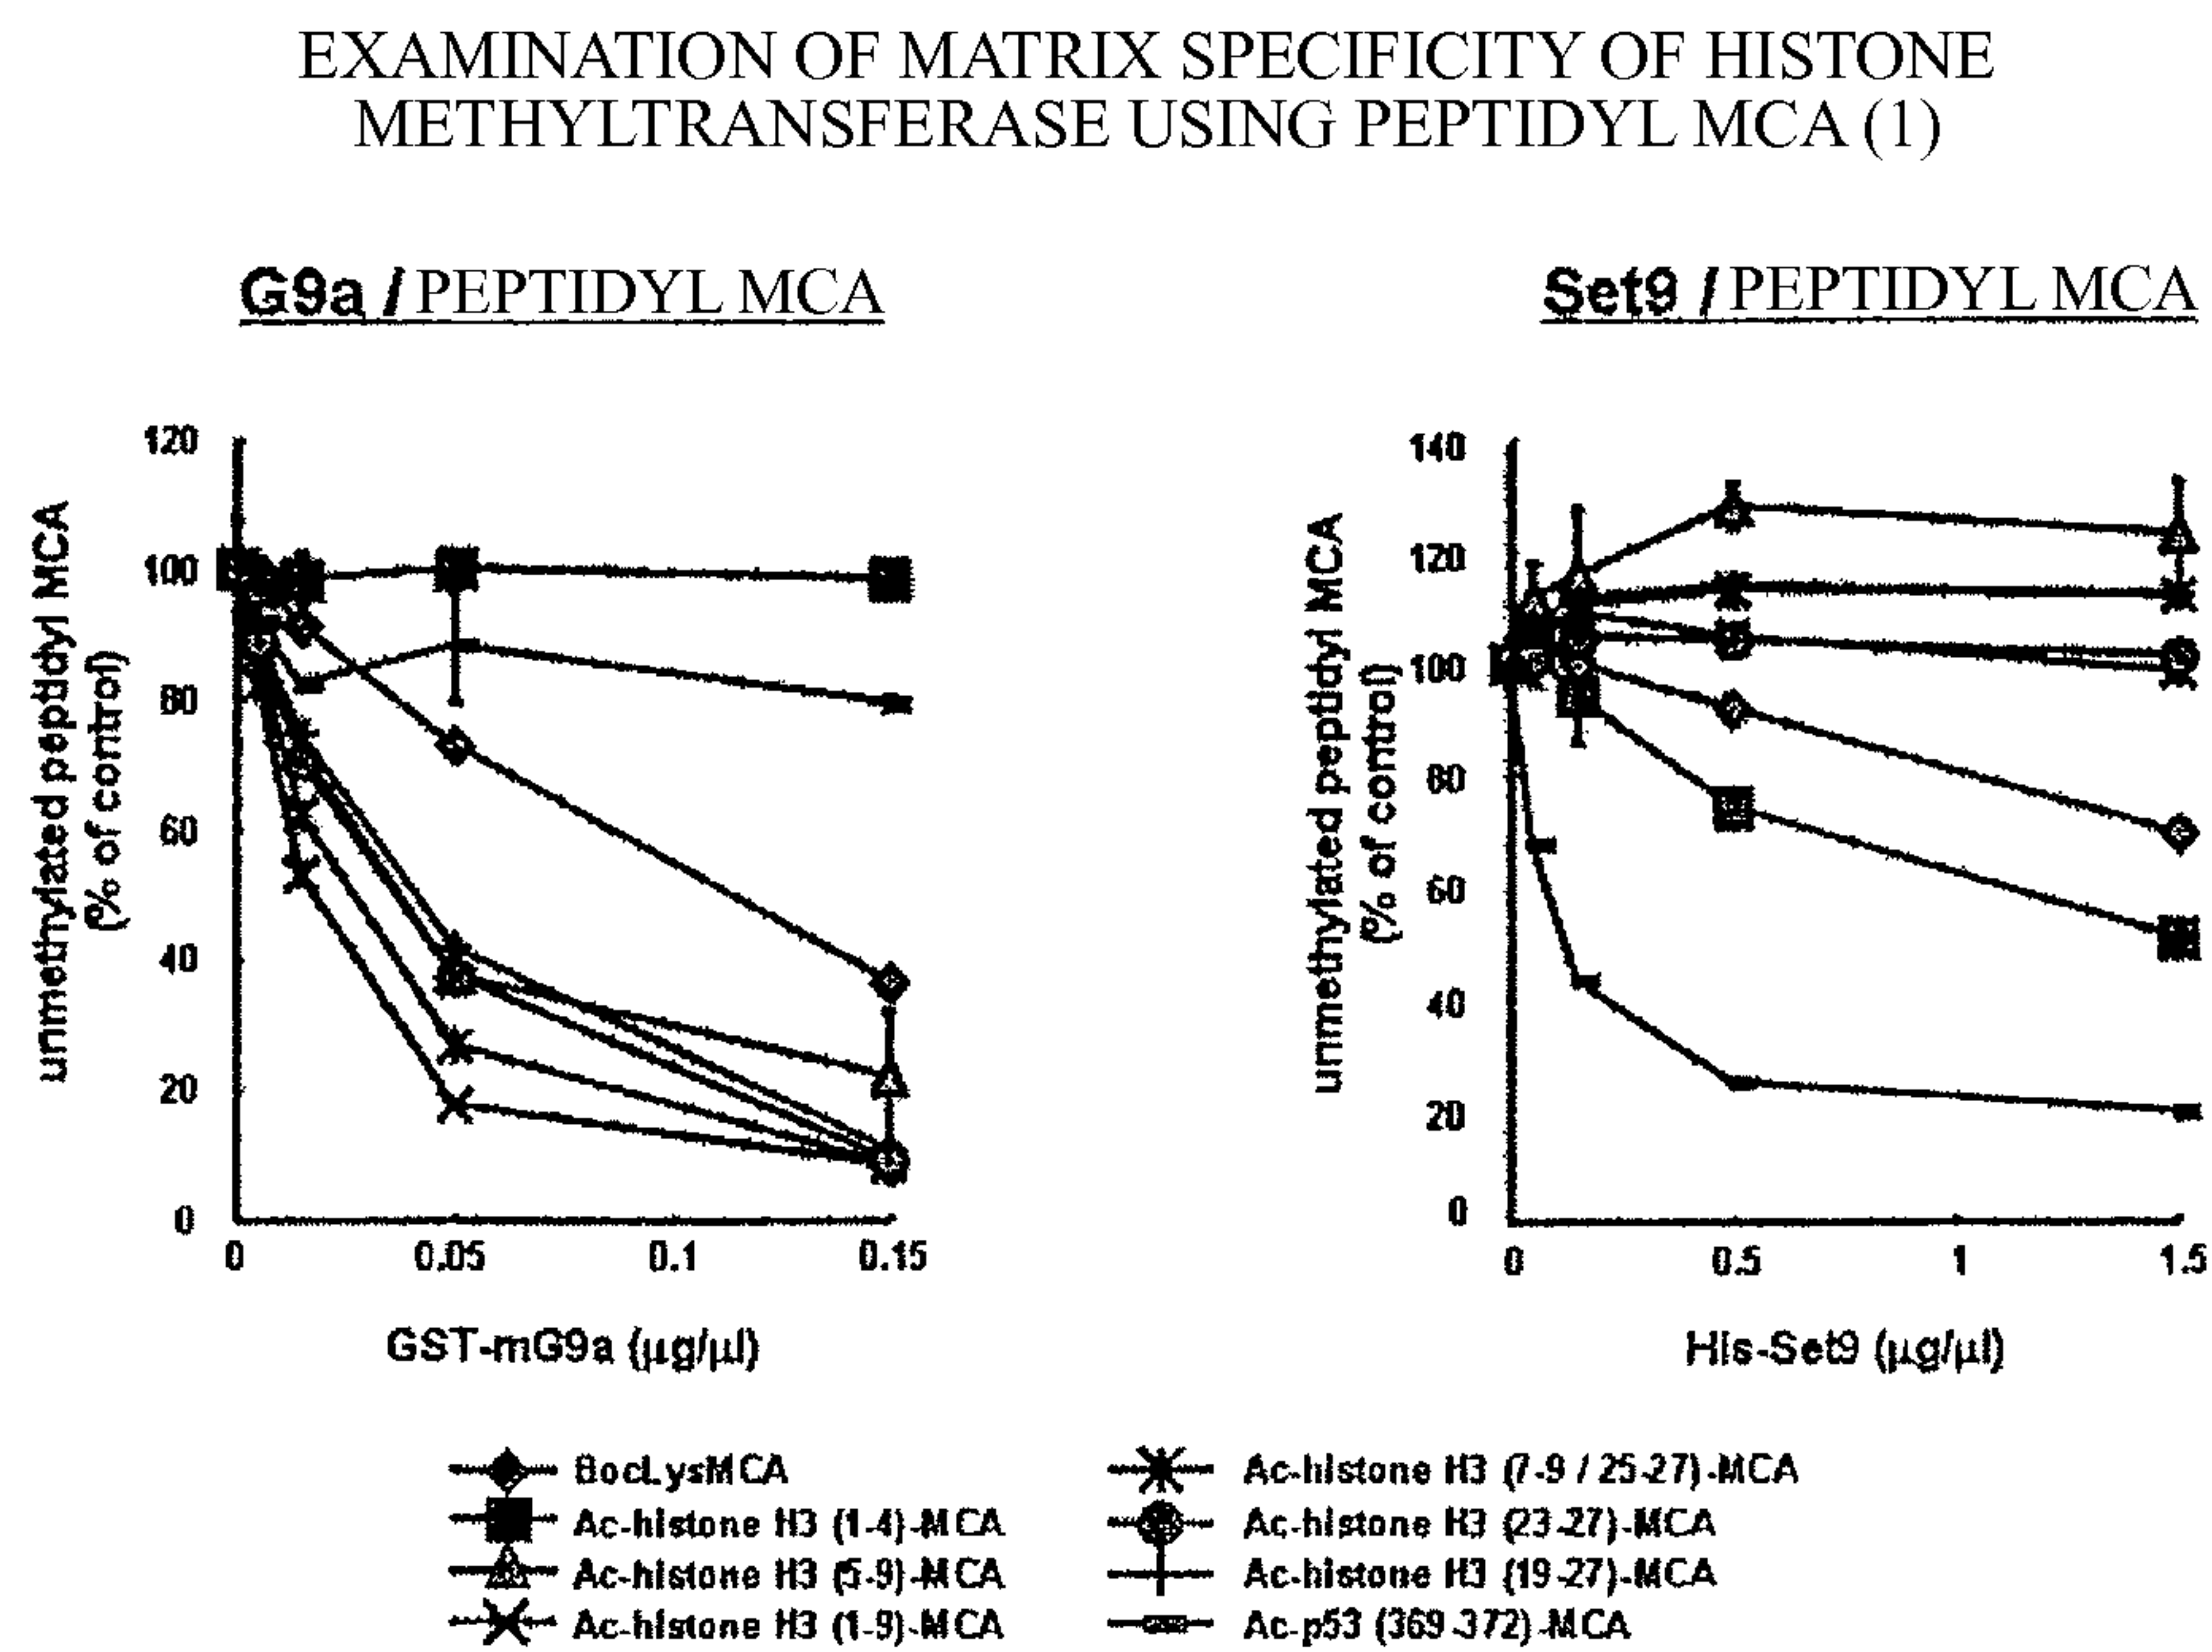 EXAMINATION OF MATRIX SPECIFICITY OF HISTONE
METHYLTRANSFERASE USING PEPTIDYL MCA (1)
G9a / PEPTIDYL MCA
Set9 / PEPTIDYL MCA
unmethylated peptidyl MCA
(% of control)
120
100
80
60
40
20
0
0 0.05 0.1 0.15
GST-mG9a (µg/µl)
unmethylated peptidyl MCA
(% of control)
140
120
100
80
60
40
20
0
0 0.5 1 1.5
His-Set9 (µg/µl)
BocLysMCA
Ac-histone H3 (1-4)-MCA
Ac-histone H3 (5-9)-MCA
Ac-histone H3 (1-9)-MCA
Ac-histone H3 (7-9 / 25-27)-MCA
Ac-histone H3 (23-27)-MCA
Ac-histone H3 (19-27)-MCA
Ac-p53 (369-372)-MCA